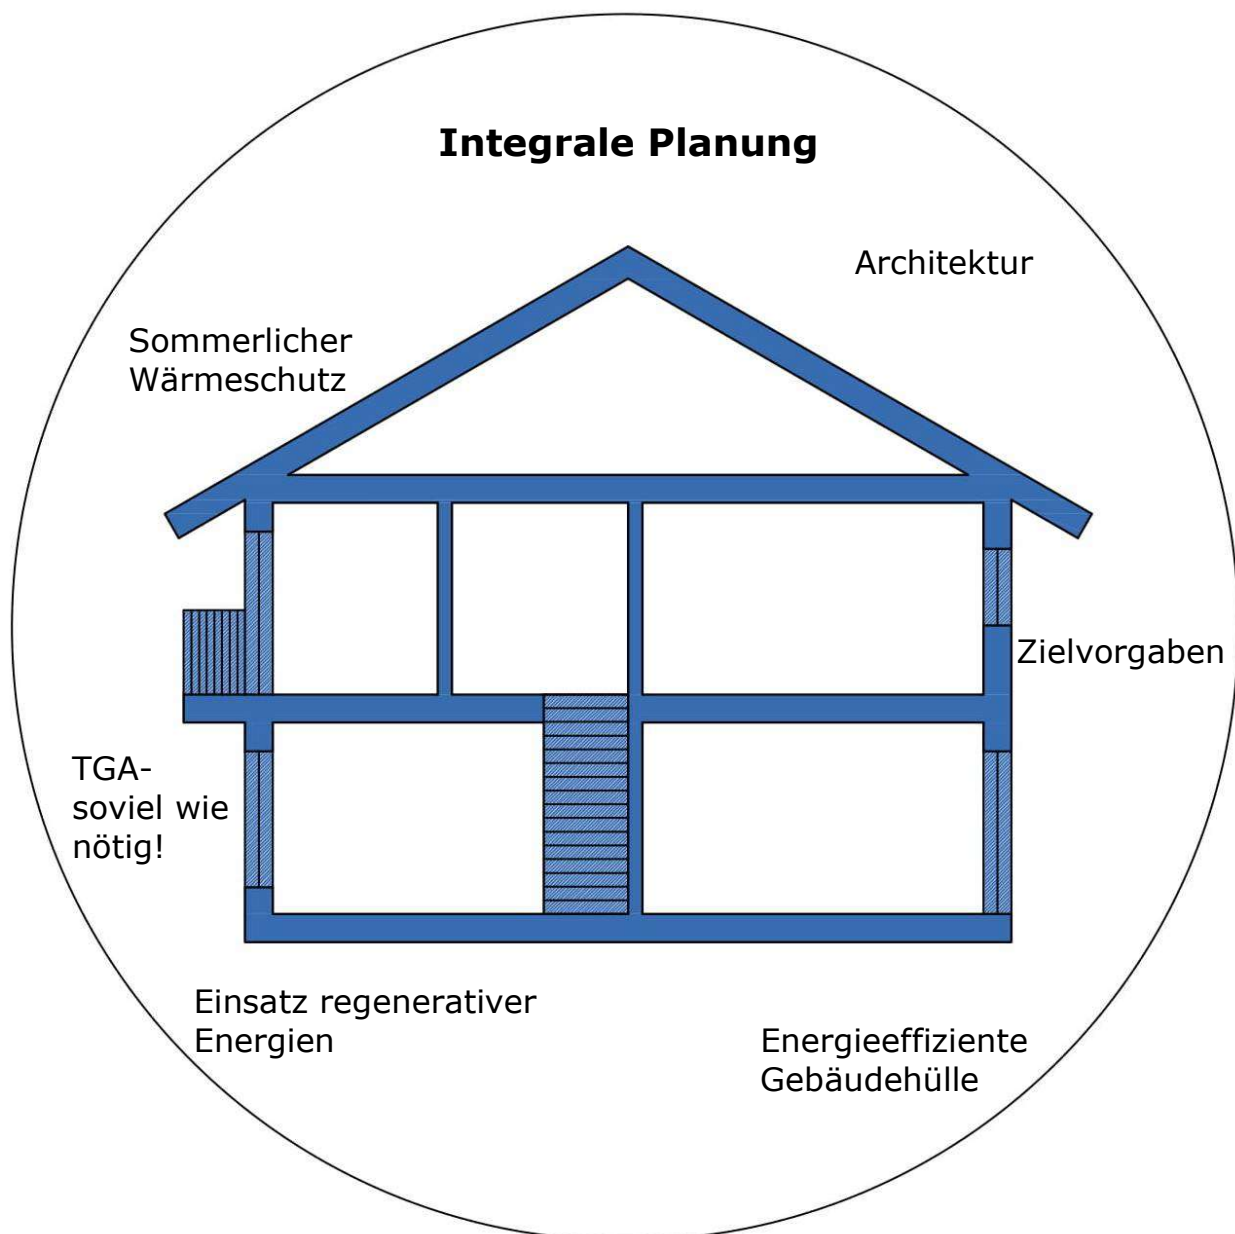 Integrale Planung
Architektur
Sommerlicher
Wärmeschutz
Zielvorgaben
TGA-
soviel wie
nötig!
Einsatz regenerativer
Energien
Energieeffiziente
Gebäudehülle